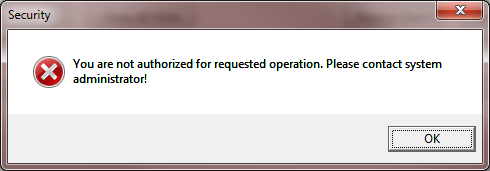 Security
You are not authorized for requested operation. Please contact system
administrator!
OK